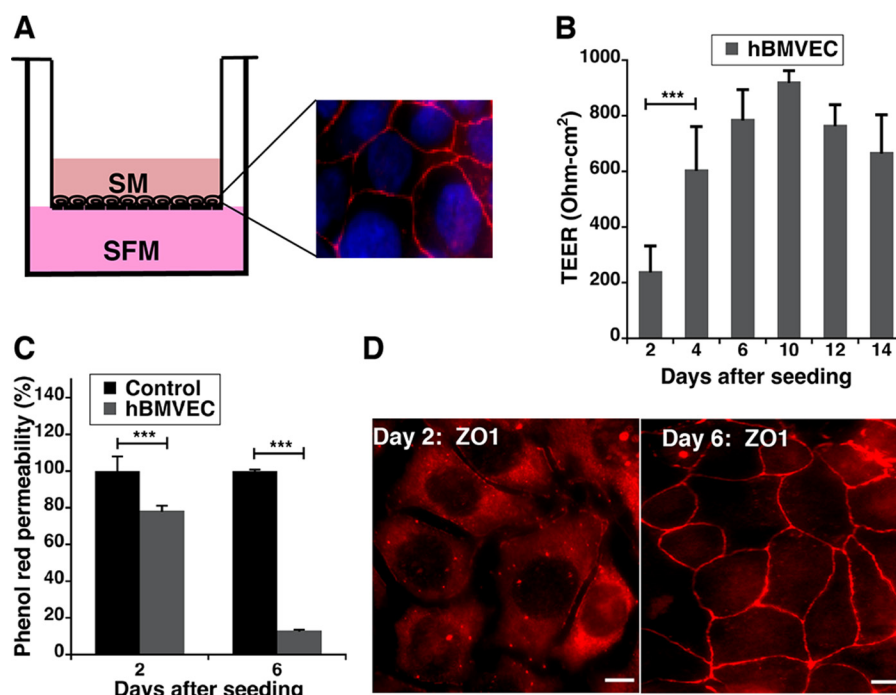 A
SM
SFM
B
hBMVEC
***
TEER (Ohm-cm²)
1000
800
600
400
200
0
2 4 6 10 12 14
Days after seeding
C
Control
hBMVEC
***
***
Phenol red permeability (%)
140
120
100
80
60
40
20
0
2 6
Days after seeding
D
Day 2: ZO1
Day 6: ZO1